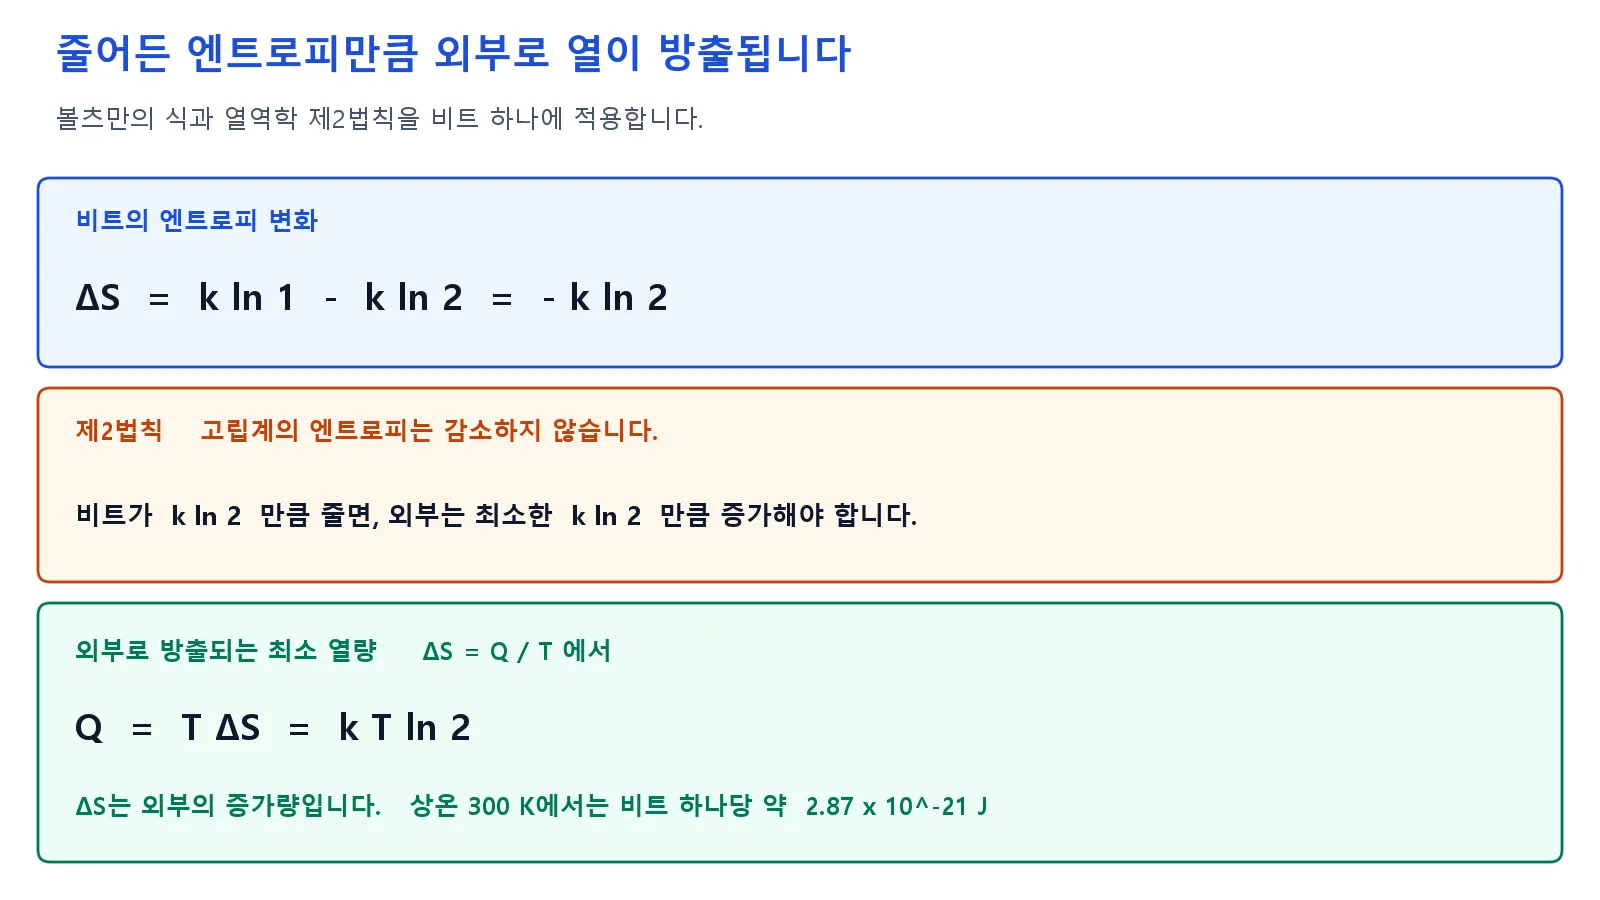 줄어든 엔트로피만큼 외부로 열이 방출됩니다
볼츠만의 식과 열역학 제2법칙을 비트 하나에 적용합니다.
비트의 엔트로피 변화
ΔS = k ln 1 - k ln 2 = - k ln 2
제2법칙 고립계의 엔트로피는 감소하지 않습니다.
비트가 k ln 2 만큼 줄면, 외부는 최소한 k ln 2 만큼 증가해야 합니다.
외부로 방출되는 최소 열량 ΔS = Q / T 에서
Q = T ΔS = k T ln 2
ΔS는 외부의 증가량입니다. 상온 300 K에서는 비트 하나당 약 2.87 x 10^-21 J